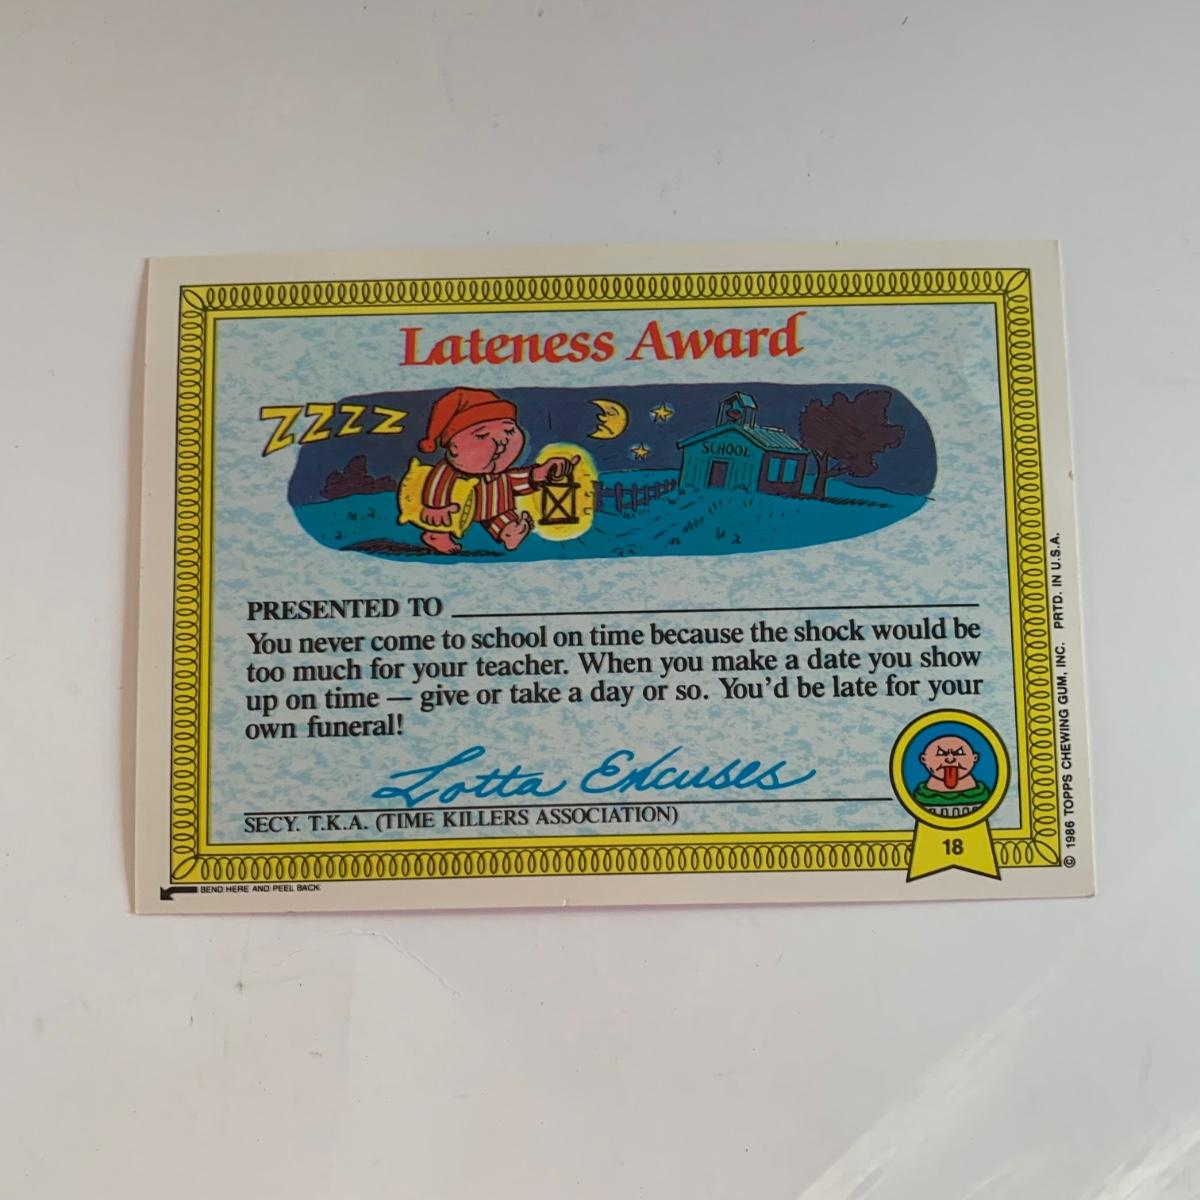 Lateness Award
ZZZZ
SCHOOL
PRESENTED TO
You never come to school on time because the shock would be
too much for your teacher. When you make a date you show
up on time — give or take a day or so. You'd be late for your
own funeral!
Lotta Excuses
SECY. T.K.A. (TIME KILLERS ASSOCIATION)
18
BEND HERE AND PEEL BACK.
© 1986 TOPPS CHEWING GUM, INC. PRTD. IN U.S.A.